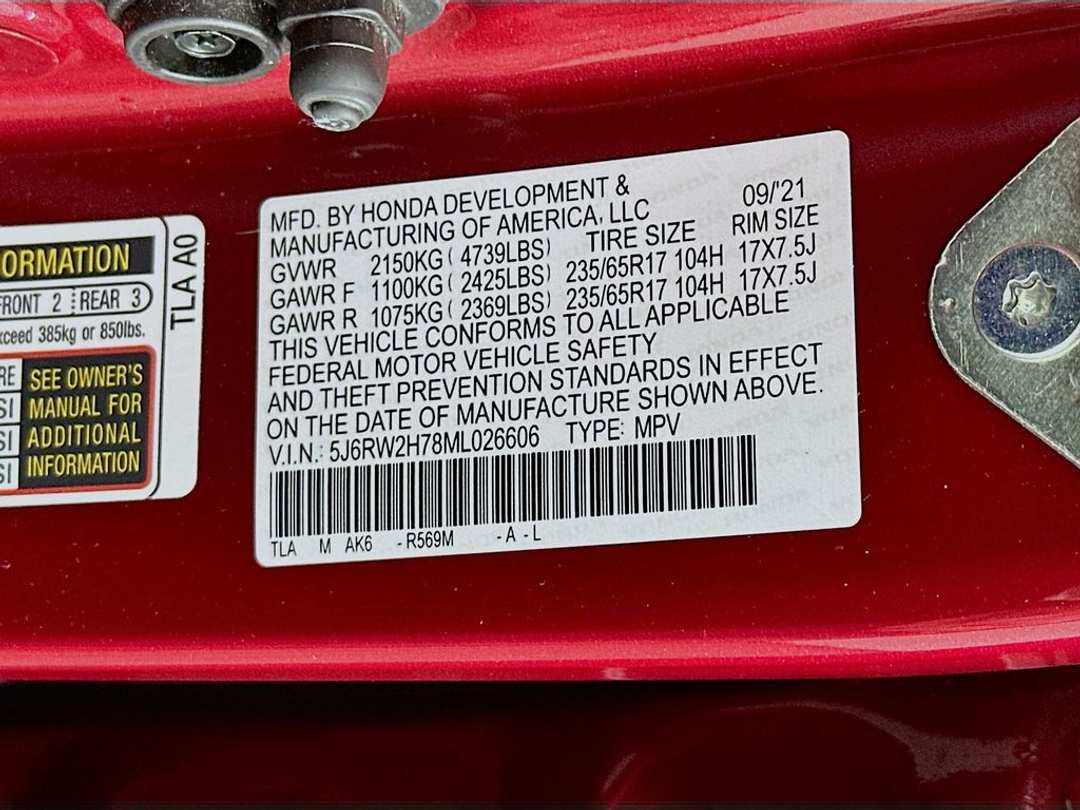 ORMATION
FRONT 2 REAR 3
xceed 385kg or 850lbs.
RE
SI
SI
SI
SEE OWNER'S
MANUAL FOR
ADDITIONAL
INFORMATION
TLA A0
MFD. BY HONDA DEVELOPMENT &
MANUFACTURING OF AMERICA, LLC 09/'21
GVWR 2150KG ( 4739LBS) TIRE SIZE RIM SIZE
GAWR F 1100KG ( 2425LBS) 235/65R17 104H 17X7.5J
GAWR R 1075KG ( 2369LBS) 235/65R17 104H 17X7.5J
THIS VEHICLE CONFORMS TO ALL APPLICABLE
FEDERAL MOTOR VEHICLE SAFETY
AND THEFT PREVENTION STANDARDS IN EFFECT
ON THE DATE OF MANUFACTURE SHOWN ABOVE.
V.I.N.: 5J6RW2H78ML026606 TYPE: MPV
TLA M AK6 -R569M -A -L